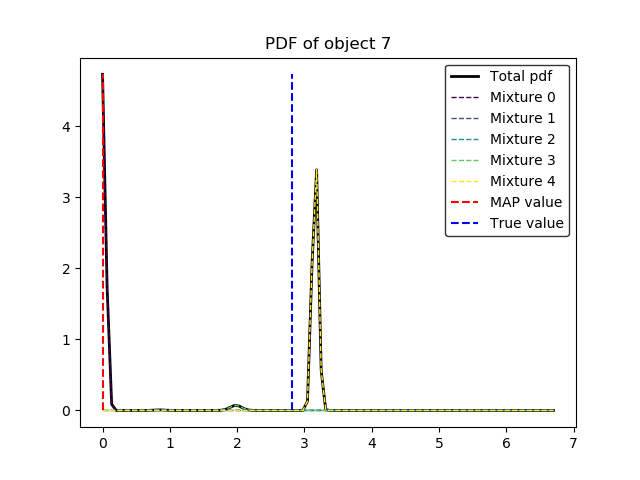 PDF of object 7
Total pdf
Mixture 0
Mixture 1
Mixture 2
Mixture 3
Mixture 4
MAP value
True value
4
3
2
1
0
0 1 2 3 4 5 6 7